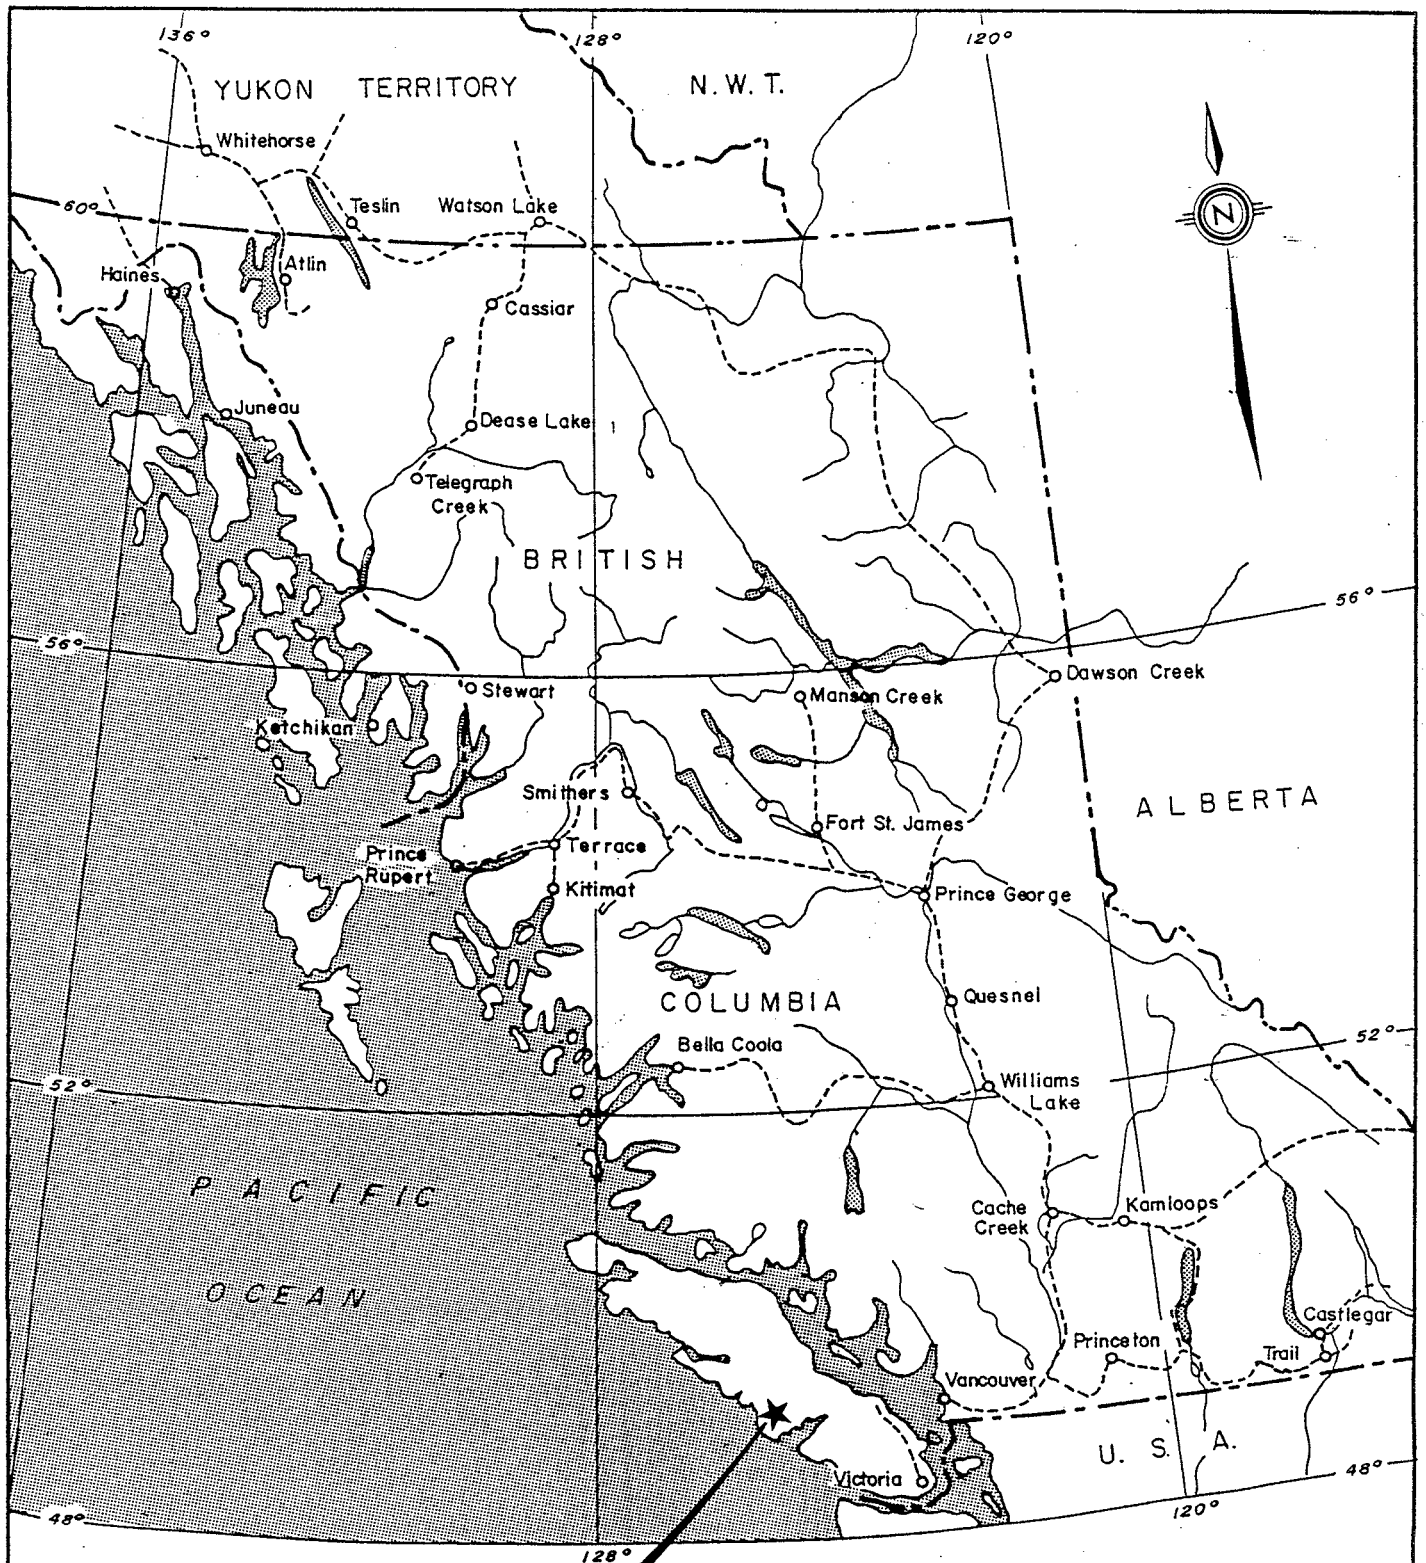 136°
128°
120°
YUKON TERRITORY
N.W.T.
Whitehorse
60°
Teslin
Watson Lake
N
Haines
Atlin
Cassiar
Juneau
Dease Lake
Telegraph
Creek
BRITISH
56°
56°
Stewart
Dawson Creek
Manson Creek
Ketchikan
Smithers
ALBERTA
Fort St. James
Terrace
Prince
Rupert
Kitimat
Prince George
COLUMBIA
Quesnel
52°
Bella Coola
52°
Williams
Lake
PACIFIC
Cache
Creek
Kamloops
OCEAN
Castlegar
Princeton
Trail
Vancouver
U. S. A.
Victoria
48°
48°
120°
128°